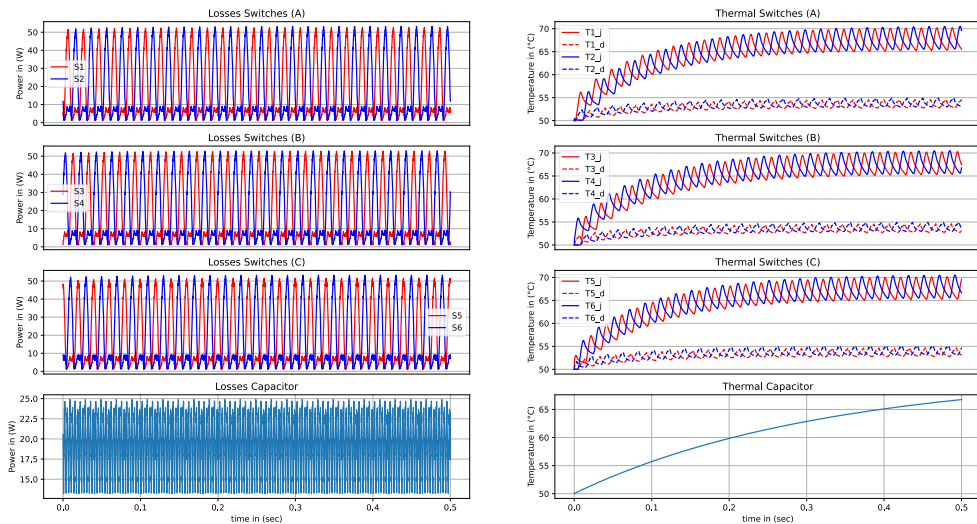 Losses Switches (A)
Power in (W)
50
40
30
20
10
0
S1
S2
Thermal Switches (A)
Temperature in (°C)
70
65
60
55
50
T1_j
T1_d
T2_j
T2_d
Losses Switches (B)
Power in (W)
50
40
30
20
10
0
S3
S4
Thermal Switches (B)
Temperature in (°C)
70
65
60
55
50
T3_j
T3_d
T4_j
T4_d
Losses Switches (C)
Power in (W)
50
40
30
20
10
0
S5
S6
Thermal Switches (C)
Temperature in (°C)
70
65
60
55
50
T5_j
T5_d
T6_j
T6_d
Losses Capacitor
Power in (W)
25,0
22,5
20,0
17,5
15,0
0.0 0.1 0.2 0.3 0.4 0.5
time in (sec)
Thermal Capacitor
Temperature in (°C)
65
60
55
50
0.0 0.1 0.2 0.3 0.4 0.5
time in (sec)